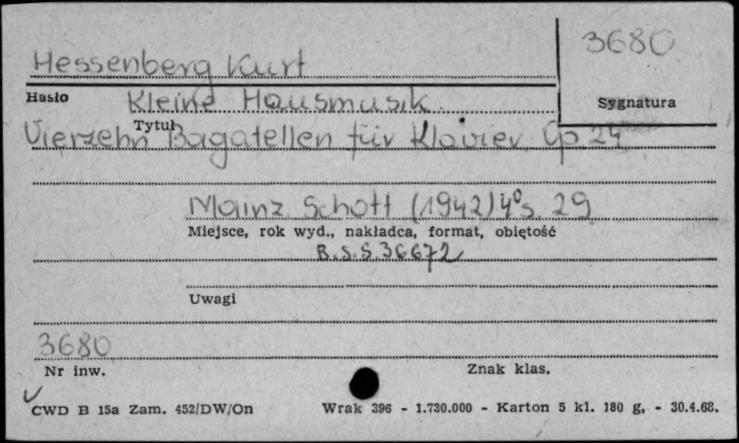 3680
Hessenberg Kurt
Hasło Kleine Hausmusik Sygnatura
Tytuł
Vierzehn Bagatellen für Klavier Op 24
Mainz Schott (1942) 4⁰ s. 29
Miejsce, rok wyd., nakładca, format, objętość
B.S.S. 36672
Uwagi
3680
Nr inw. Znak klas.
CWD B 15a Zam. 452/DW/On Wrak 396 - 1.730.000 - Karton 5 kl. 180 g, - 30.4.68.